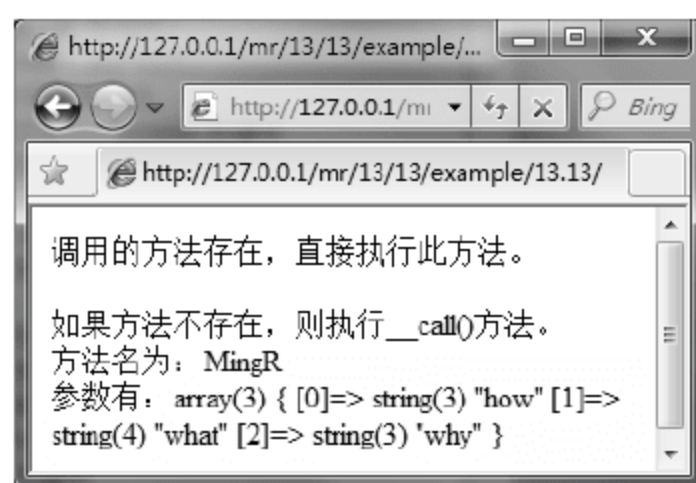 http://127.0.0.1/mr/13/13/example/...
http://127.0.0.1/mr
Bing
http://127.0.0.1/mr/13/13/example/13.13/
调用的方法存在，直接执行此方法。
如果方法不存在，则执行__call()方法。
方法名为：MingR
参数有：array(3) { [0]=> string(3) "how" [1]=>
string(4) "what" [2]=> string(3) "why" }